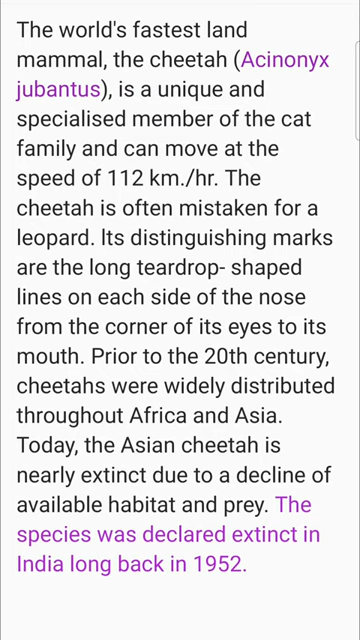 The world's fastest land
mammal, the cheetah (Acinonyx
jubantus), is a unique and
specialised member of the cat
family and can move at the
speed of 112 km./hr. The
cheetah is often mistaken for a
leopard. Its distinguishing marks
are the long teardrop- shaped
lines on each side of the nose
from the corner of its eyes to its
mouth. Prior to the 20th century,
cheetahs were widely distributed
throughout Africa and Asia.
Today, the Asian cheetah is
nearly extinct due to a decline of
available habitat and prey. The
species was declared extinct in
India long back in 1952.